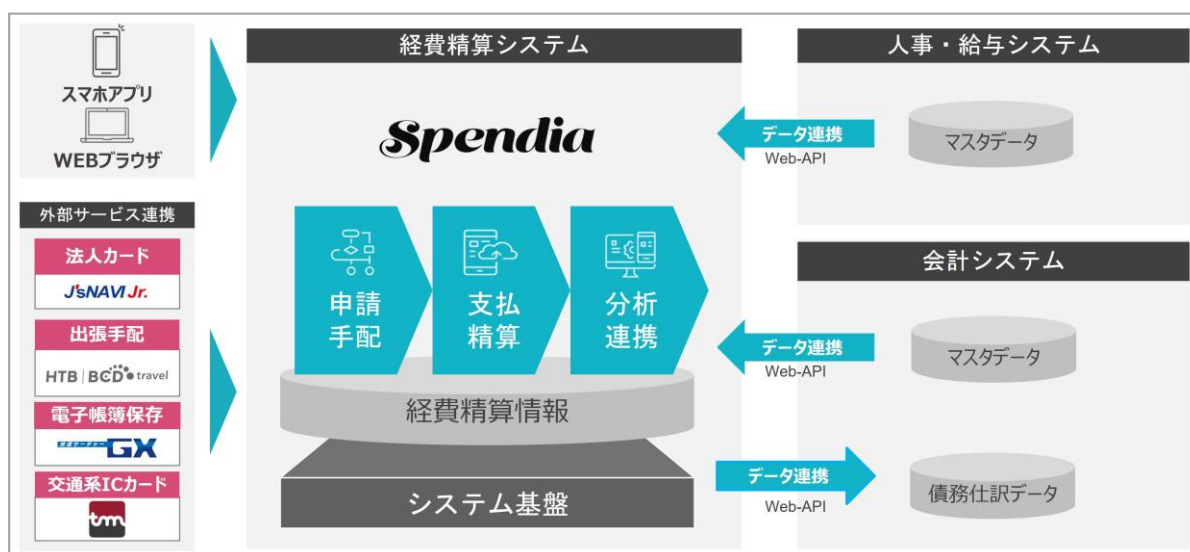 スマホアプリ
WEBブラウザ
外部サービス連携
法人カード
J'sNAVI Jr.
出張手配
HTB | BCD travel
電子帳簿保存
GX
交通系ICカード
tm
経費精算システム
Spendia
申請
手配
支払
精算
分析
連携
経費精算情報
システム基盤
人事・給与システム
データ連携
Web-API
マスタデータ
会計システム
データ連携
Web-API
マスタデータ
データ連携
Web-API
債務仕訳データ